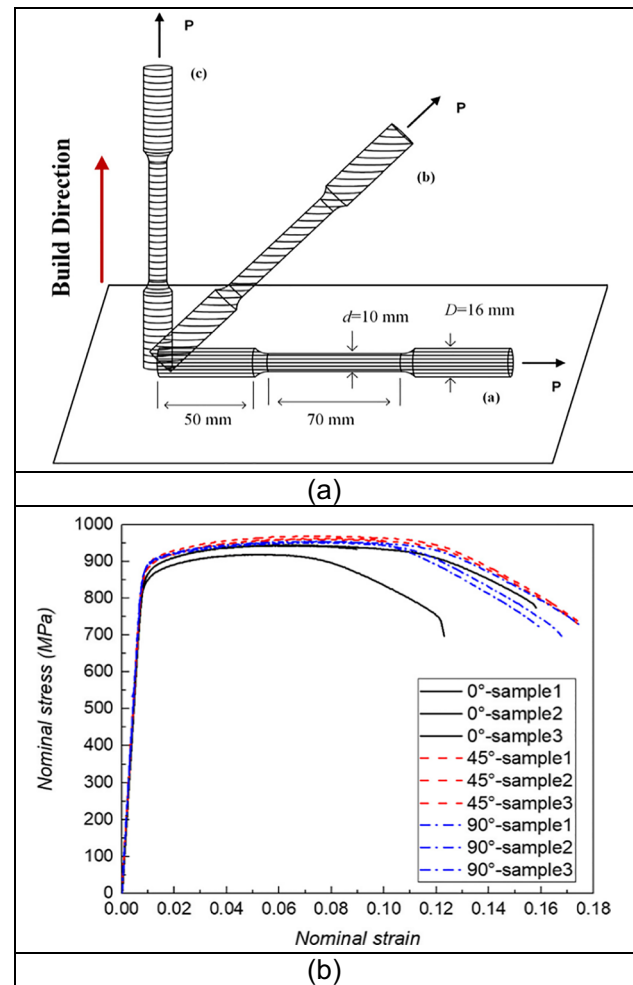 P
(c)
P
(b)
Build Direction
d=10 mm
D=16 mm
P
(a)
50 mm
70 mm
(a)
1000
900
800
700
600
500
400
300
200
100
0
Nominal stress (MPa)
0°-sample1
0°-sample2
0°-sample3
45°-sample1
45°-sample2
45°-sample3
90°-sample1
90°-sample2
90°-sample3
0.00 0.02 0.04 0.06 0.08 0.10 0.12 0.14 0.16 0.18
Nominal strain
(b)